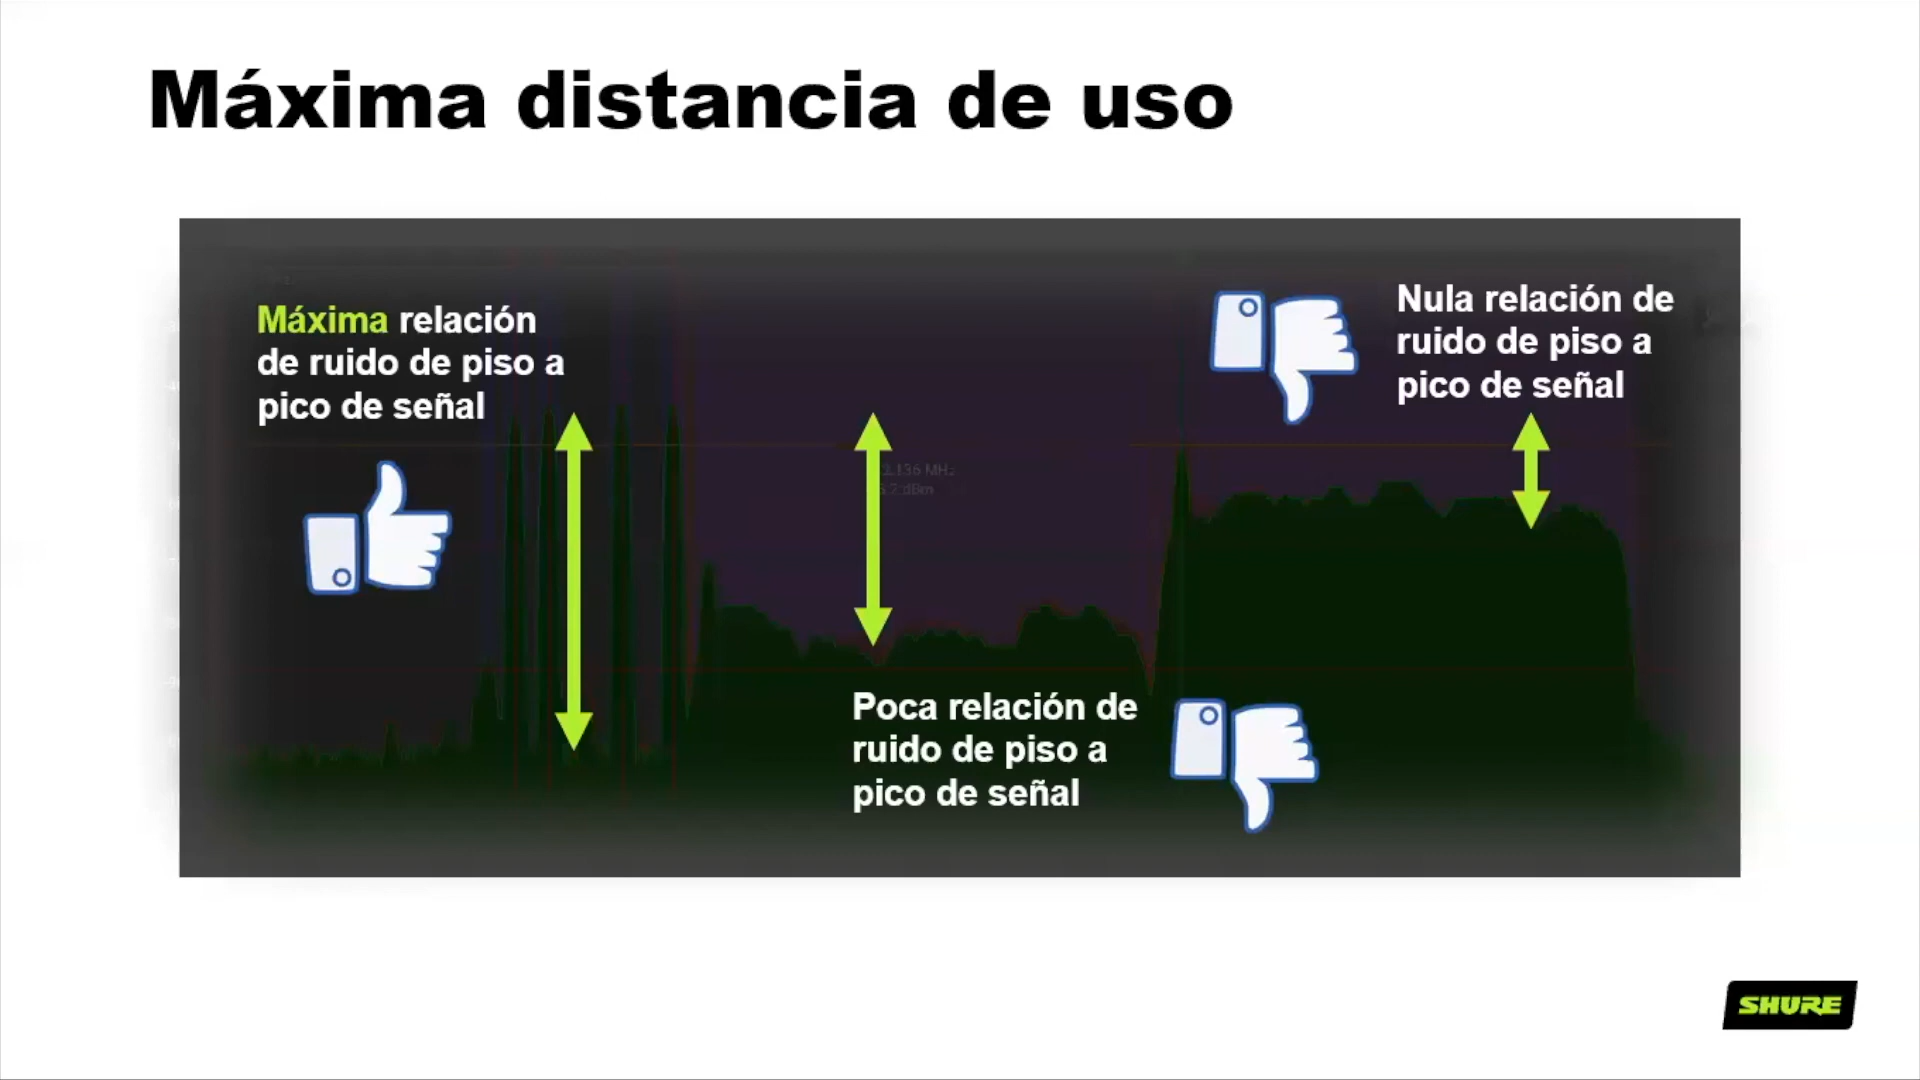 Máxima distancia de uso
Máxima relación
de ruido de piso a
pico de señal
Nula relación de
ruido de piso a
pico de señal
Poca relación de
ruido de piso a
pico de señal
SHURE